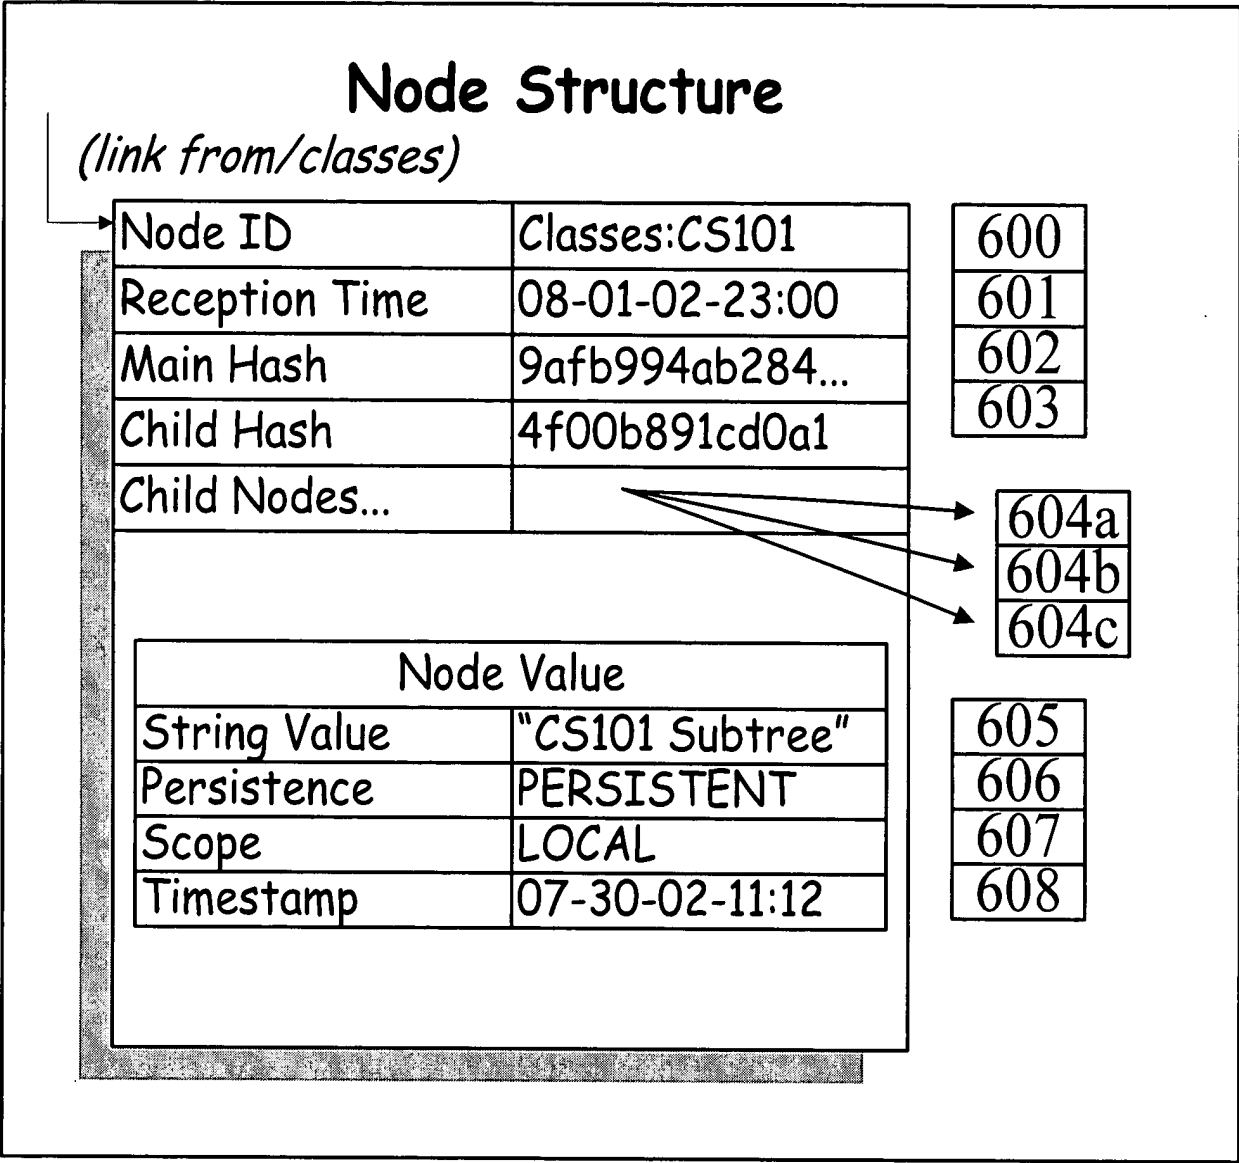 Node Structure
(link from/classes)
Node ID Classes:CS101 600
Reception Time 08-01-02-23:00 601
Main Hash 9afb994ab284... 602
Child Hash 4f00b891cd0a1 603
Child Nodes... 604a
604b
604c
Node Value
String Value "CS101 Subtree" 605
Persistence PERSISTENT 606
Scope LOCAL 607
Timestamp 07-30-02-11:12 608